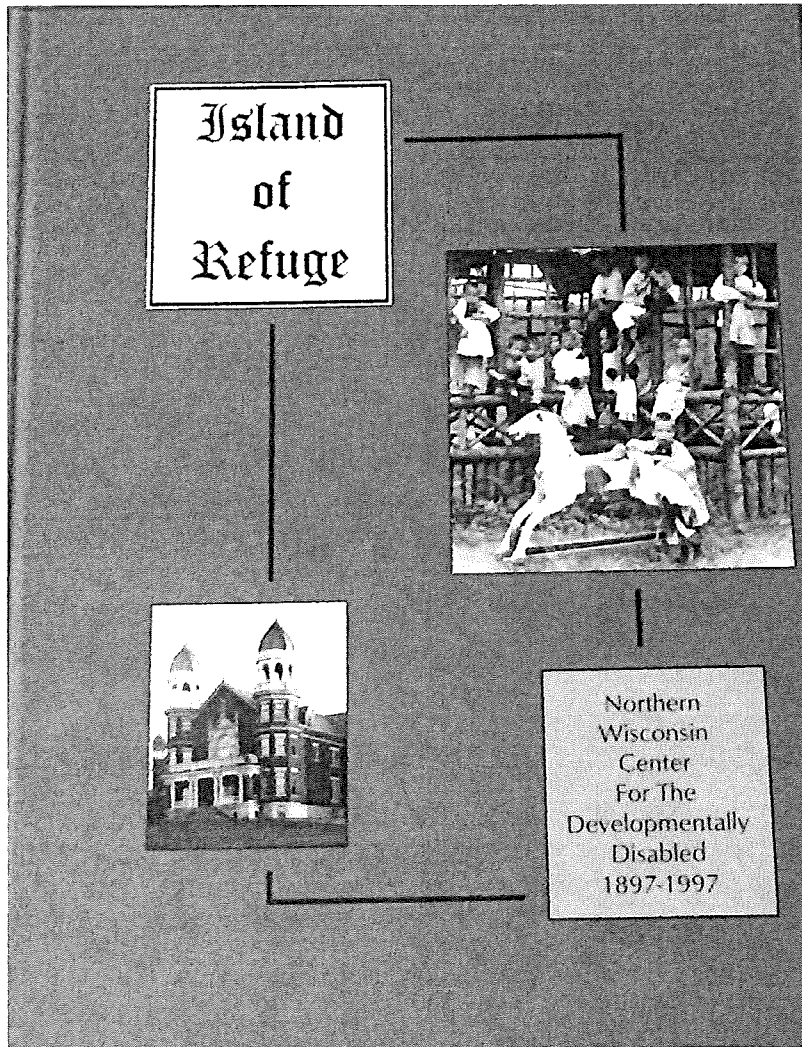 Island
of
Refuge
Northern
Wisconsin
Center
For The
Developmentally
Disabled
1897-1997